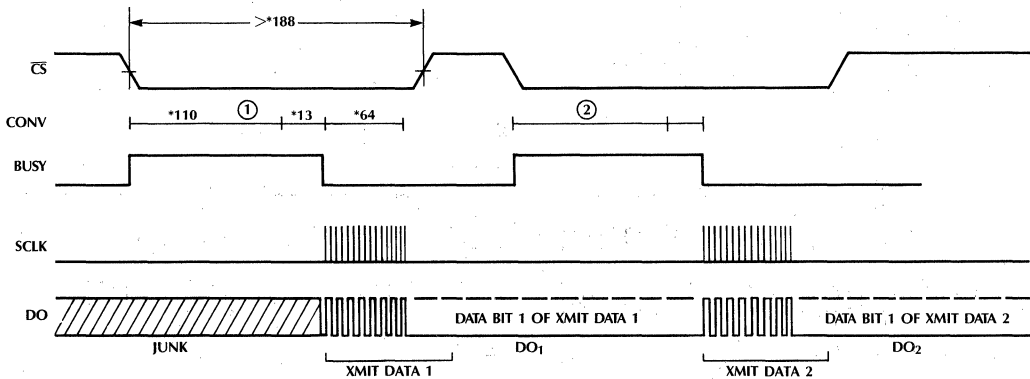 >*188
CS
CONV *110 ① *13 *64 ②
BUSY
SCLK
DO DATA BIT 1 OF XMIT DATA 1 DATA BIT 1 OF XMIT DATA 2
JUNK DO₁ DO₂
XMIT DATA 1 XMIT DATA 2